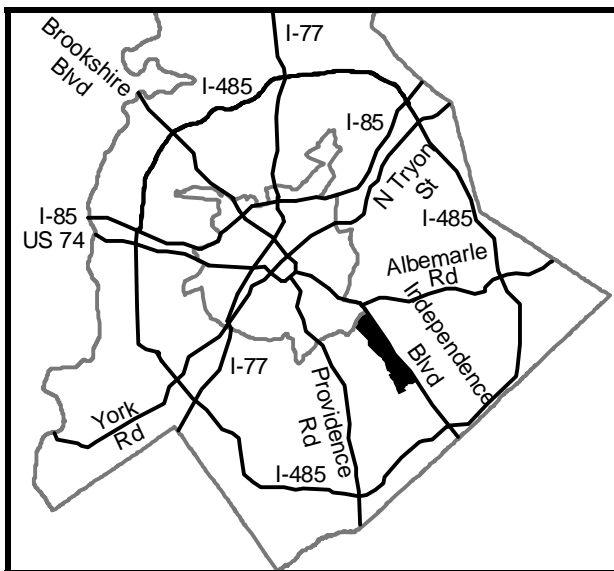 I-77
Brookshire
Blvd
I-485
I-85
N Tryon
St
I-85
US 74
I-485
Albemarle
Rd
Independence
Blvd
I-77
Providence
Rd
York
Rd
I-485